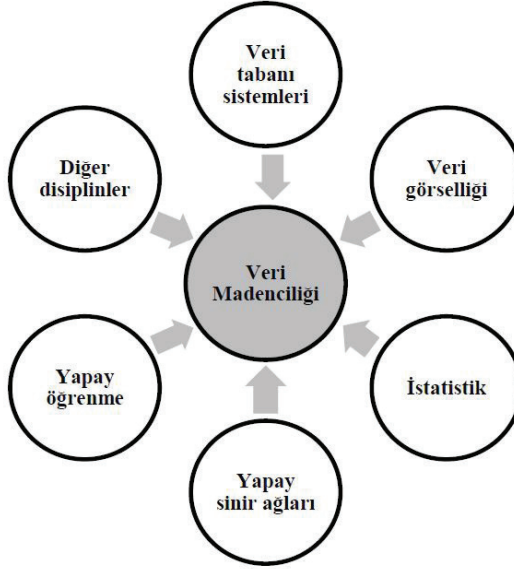 Veri
tabanı
sistemleri
Diğer
disiplinler
Veri
görselliği
Veri
Madenciliği
Yapay
öğrenme
İstatistik
Yapay
sinir ağları